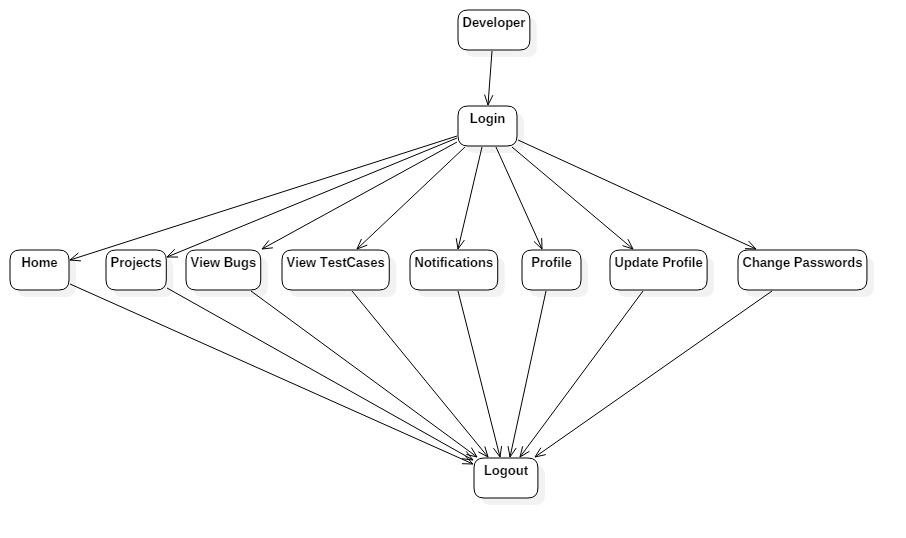 Developer
Login
Home
Projects
View Bugs
View TestCases
Notifications
Profile
Update Profile
Change Passwords
Logout